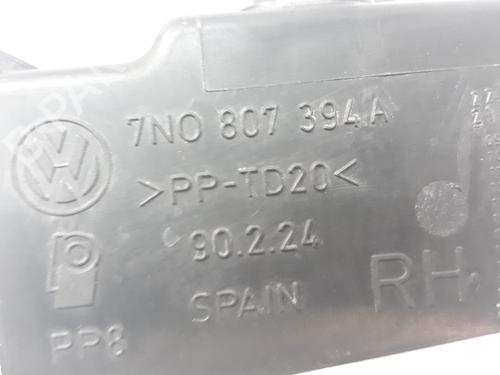 7N0 807 394 A
>PP-TD20<
90.2.24
SPAIN
RH
PP8